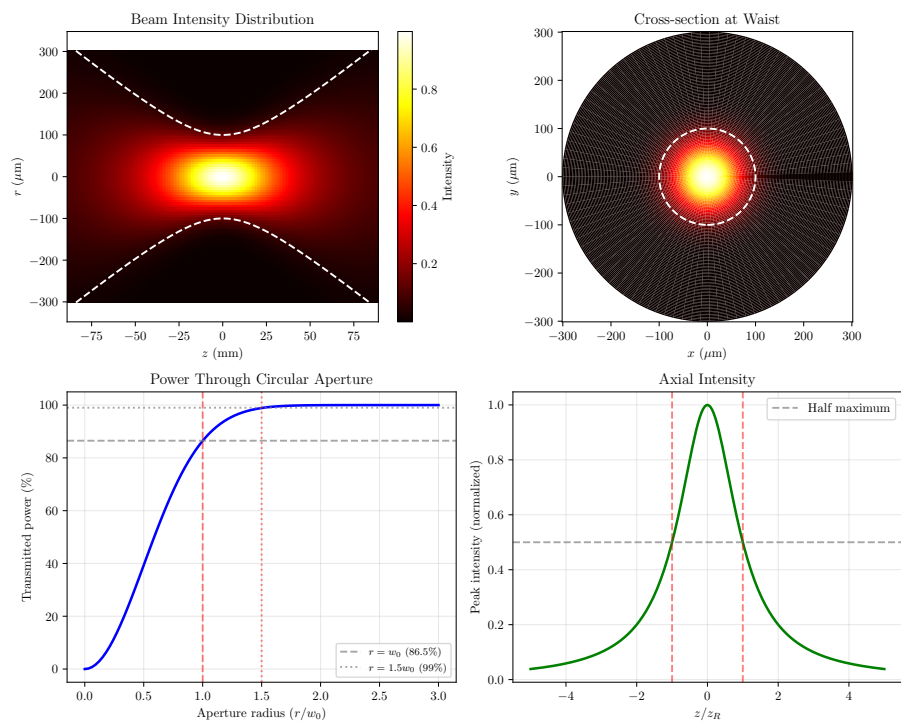 Beam Intensity Distribution
300
200
100
0
−100
−200
−300
r (μm)
−75 −50 −25 0 25 50 75
z (mm)
0.8
0.6
0.4
0.2
Intensity
Cross-section at Waist
300
200
100
0
−100
−200
−300
y (μm)
−300 −200 −100 0 100 200 300
x (μm)
Power Through Circular Aperture
100
80
60
40
20
0
Transmitted power (%)
r = w₀ (86.5%)
r = 1.5w₀ (99%)
0.0 0.5 1.0 1.5 2.0 2.5 3.0
Aperture radius (r/w₀)
Axial Intensity
Half maximum
1.0
0.8
0.6
0.4
0.2
0.0
Peak intensity (normalized)
−4 −2 0 2 4
z/z_R